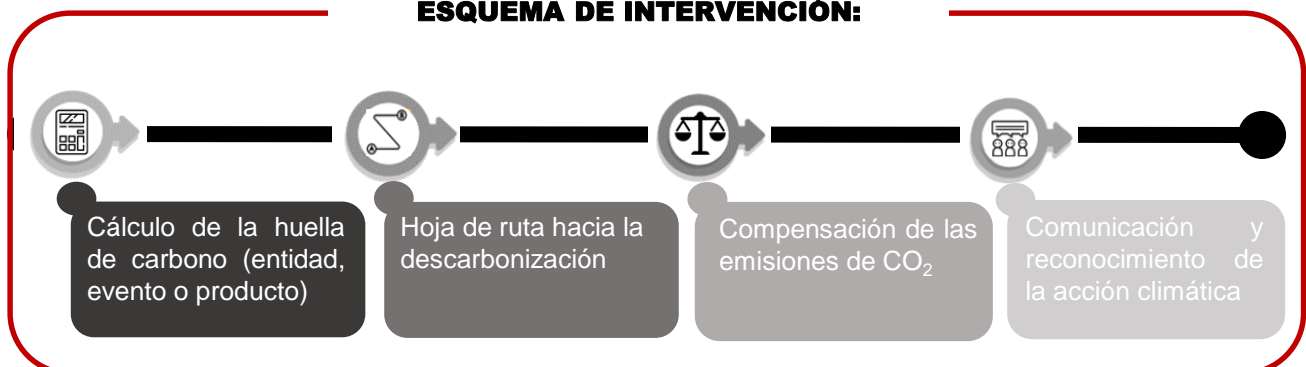 ESQUEMA DE INTERVENCIÓN:
Cálculo de la huella
de carbono (entidad,
evento o producto)
Hoja de ruta hacia la
descarbonización
Compensación de las
emisiones de CO₂
Comunicación y
reconocimiento de
la acción climática